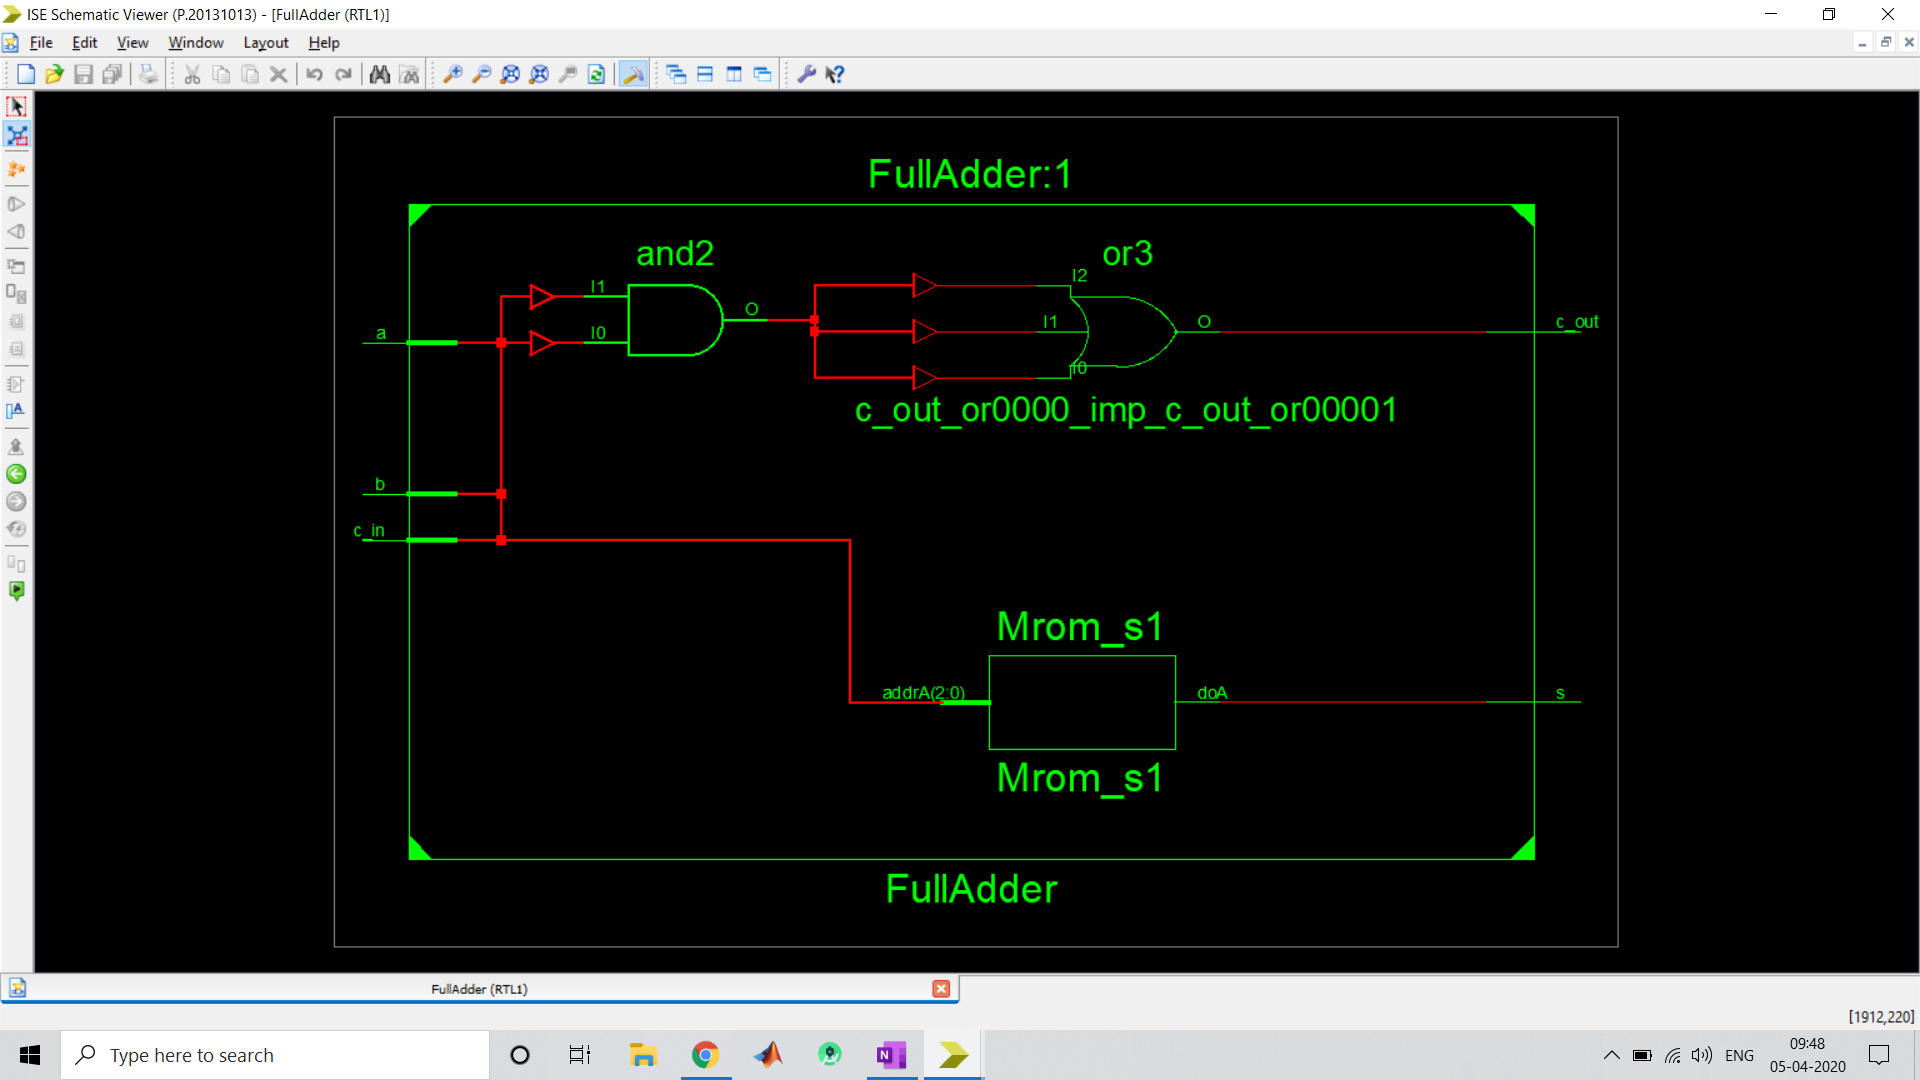 ISE Schematic Viewer (P.20131013) - [FullAdder (RTL1)]
File Edit View Window Layout Help
FullAdder:1
and2
or3
I1
I0
O
I2
I1
I0
O
a
c_out
c_out_or0000_imp_c_out_or00001
b
c_in
Mrom_s1
addrA(2:0)
doA
s
Mrom_s1
FullAdder
FullAdder (RTL1)
[1912,220]
Type here to search
N
ENG
09:48
05-04-2020